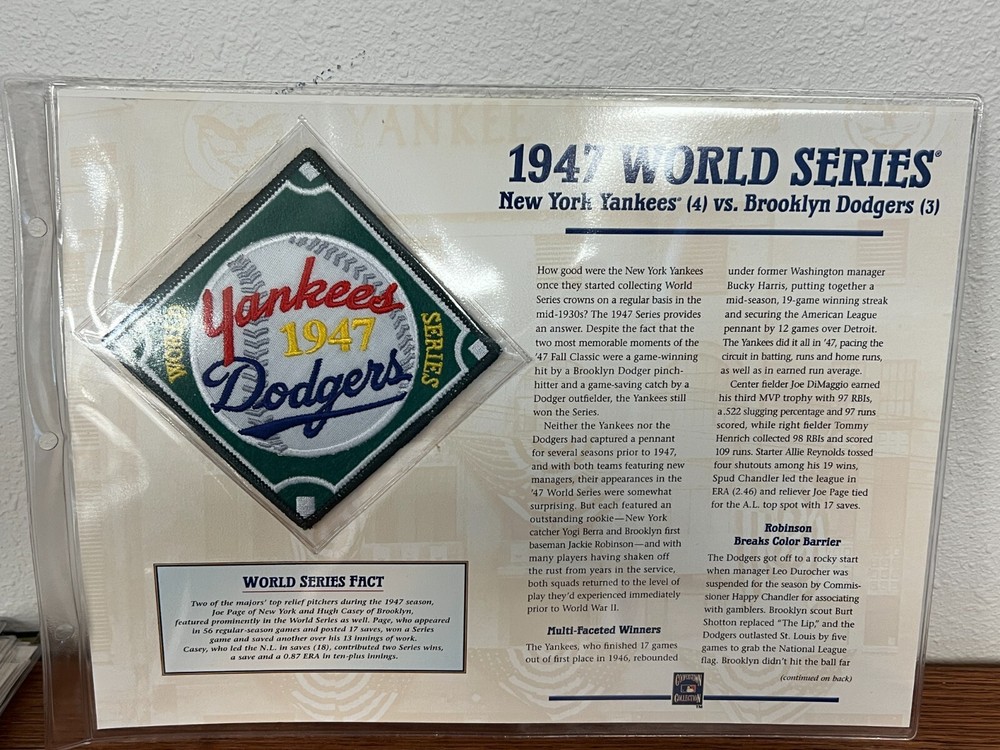 YANKEE
1947 WORLD SERIES®
New York Yankees® (4) vs. Brooklyn Dodgers (3)
WORLD
Yankees
1947
Dodgers
SERIES
WORLD SERIES FACT
Two of the majors' top relief pitchers during the 1947 season,
Joe Page of New York and Hugh Casey of Brooklyn,
featured prominently in the World Series as well. Page, who appeared
in 56 regular-season games and posted 17 saves, won a Series
game and saved another over his 13 innings of work.
Casey, who led the N.L. in saves (18), contributed two Series wins,
a save and a 0.87 ERA in ten-plus innings.
How good were the New York Yankees
once they started collecting World
Series crowns on a regular basis in the
mid-1930s? The 1947 Series provides
an answer. Despite the fact that the
two most memorable moments of the
'47 Fall Classic were a game-winning
hit by a Brooklyn Dodger pinch-
hitter and a game-saving catch by a
Dodger outfielder, the Yankees still
won the Series.
Neither the Yankees nor the
Dodgers had captured a pennant
for several seasons prior to 1947,
and with both teams featuring new
managers, their appearances in the
'47 World Series were somewhat
surprising. But each featured an
outstanding rookie—New York
catcher Yogi Berra and Brooklyn first
baseman Jackie Robinson—and with
many players having shaken off
the rust from years in the service,
both squads returned to the level of
play they'd experienced immediately
prior to World War II.
Multi-Faceted Winners
The Yankees, who finished 17 games
out of first place in 1946, rebounded
under former Washington manager
Bucky Harris, putting together a
mid-season, 19-game winning streak
and securing the American League
pennant by 12 games over Detroit.
The Yankees did it all in '47, pacing the
circuit in batting, runs and home runs,
as well as in earned run average.
Center fielder Joe DiMaggio earned
his third MVP trophy with 97 RBIs,
a .522 slugging percentage and 97 runs
scored, while right fielder Tommy
Henrich collected 98 RBIs and scored
109 runs. Starter Allie Reynolds tossed
four shutouts among his 19 wins,
Spud Chandler led the league in
ERA (2.46) and reliever Joe Page tied
for the A.L. top spot with 17 saves.
Robinson
Breaks Color Barrier
The Dodgers got off to a rocky start
when manager Leo Durocher was
suspended for the season by Commis-
sioner Happy Chandler for associating
with gamblers. Brooklyn scout Burt
Shotton replaced "The Lip," and the
Dodgers outlasted St. Louis by five
games to grab the National League
flag. Brooklyn didn't hit the ball far
(continued on back)
COOPERSTOWN
COLLECTION
TM